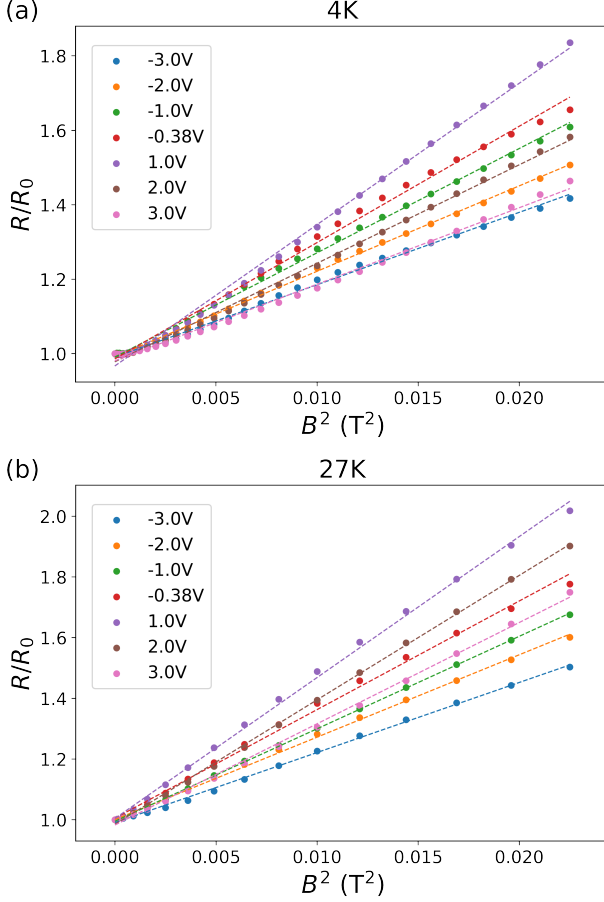 (a)
4K
1.8
1.6
1.4
1.2
1.0
R/R0
-3.0V
-2.0V
-1.0V
-0.38V
1.0V
2.0V
3.0V
0.000 0.005 0.010 0.015 0.020
B² (T²)
(b)
27K
2.0
1.8
1.6
1.4
1.2
1.0
R/R0
-3.0V
-2.0V
-1.0V
-0.38V
1.0V
2.0V
3.0V
0.000 0.005 0.010 0.015 0.020
B² (T²)